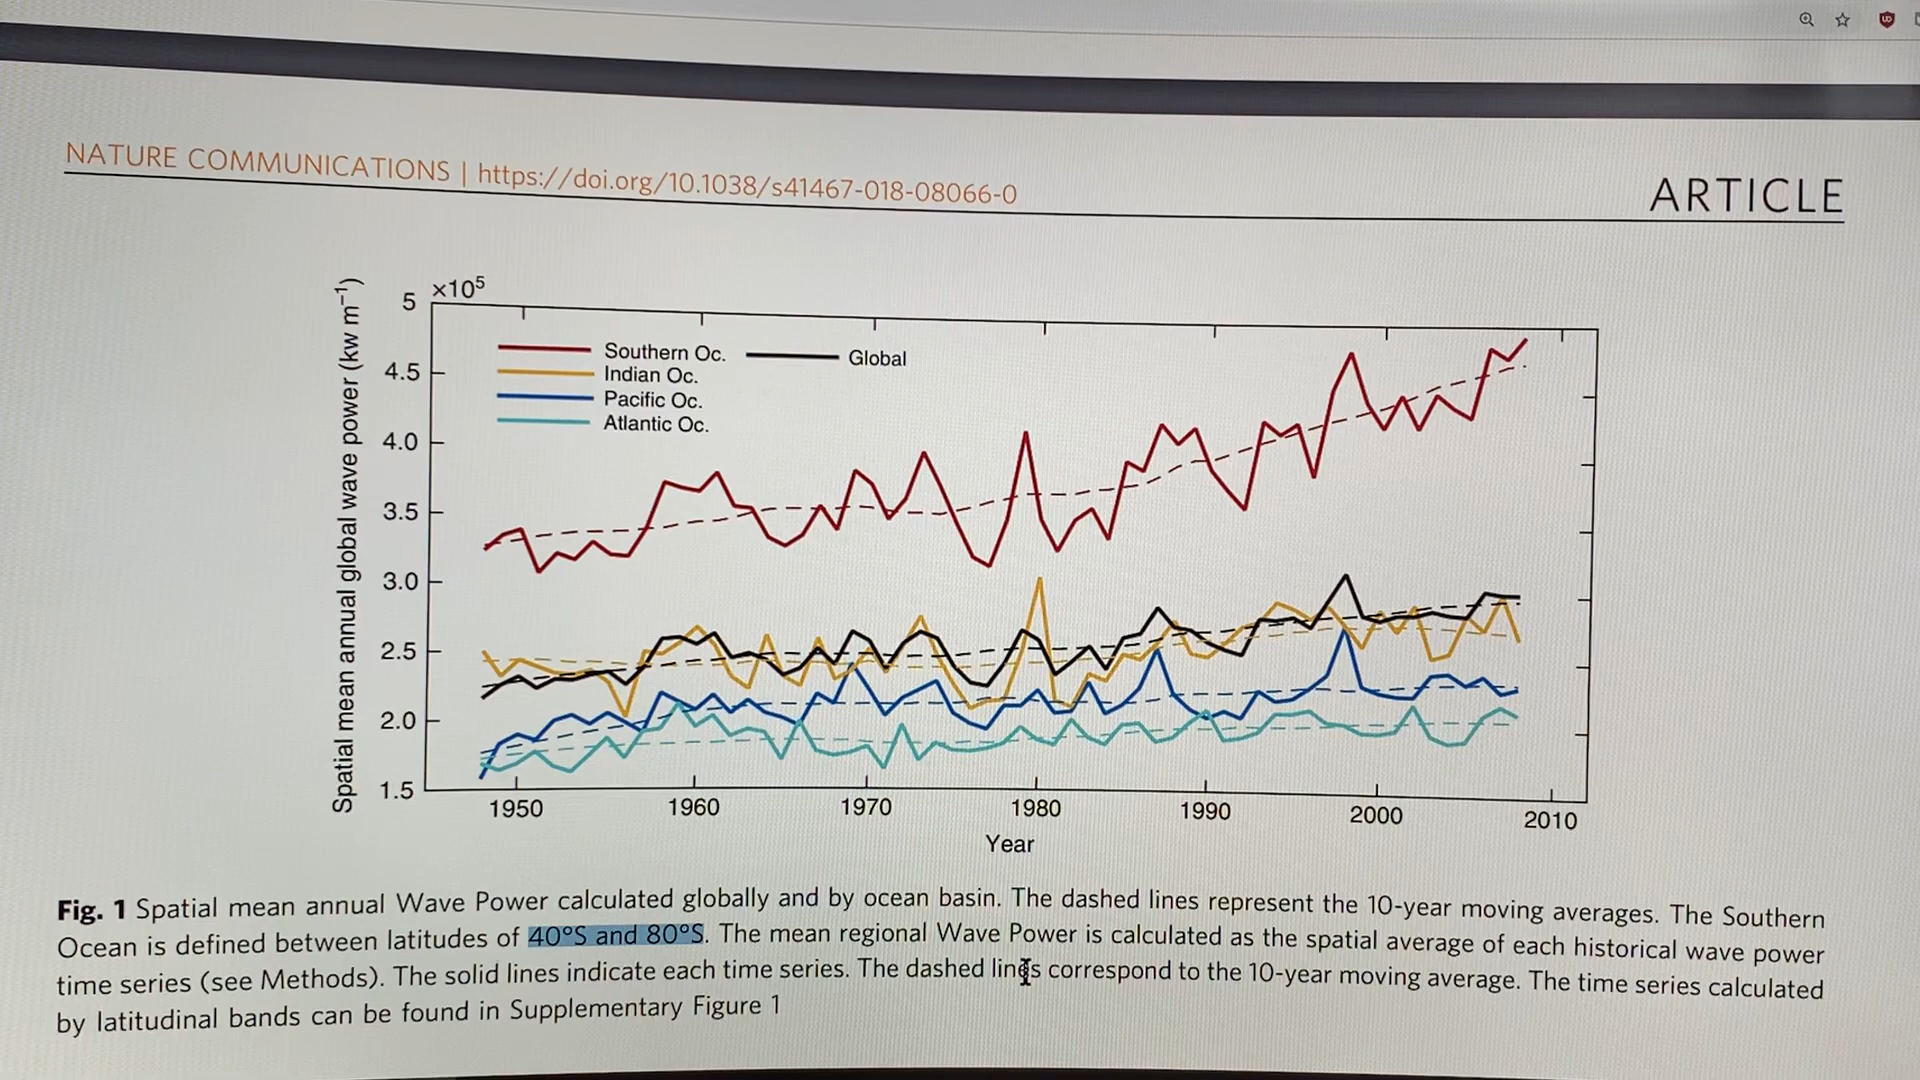 NATURE COMMUNICATIONS | https://doi.org/10.1038/s41467-018-08066-0
ARTICLE
×10⁵
Spatial mean annual global wave power (kw m⁻¹)
5
4.5
4.0
3.5
3.0
2.5
2.0
1.5
Southern Oc.
Global
Indian Oc.
Pacific Oc.
Atlantic Oc.
1950 1960 1970 1980 1990 2000 2010
Year
Fig. 1 Spatial mean annual Wave Power calculated globally and by ocean basin. The dashed lines represent the 10-year moving averages. The Southern
Ocean is defined between latitudes of 40°S and 80°S. The mean regional Wave Power is calculated as the spatial average of each historical wave power
time series (see Methods). The solid lines indicate each time series. The dashed lines correspond to the 10-year moving average. The time series calculated
by latitudinal bands can be found in Supplementary Figure 1